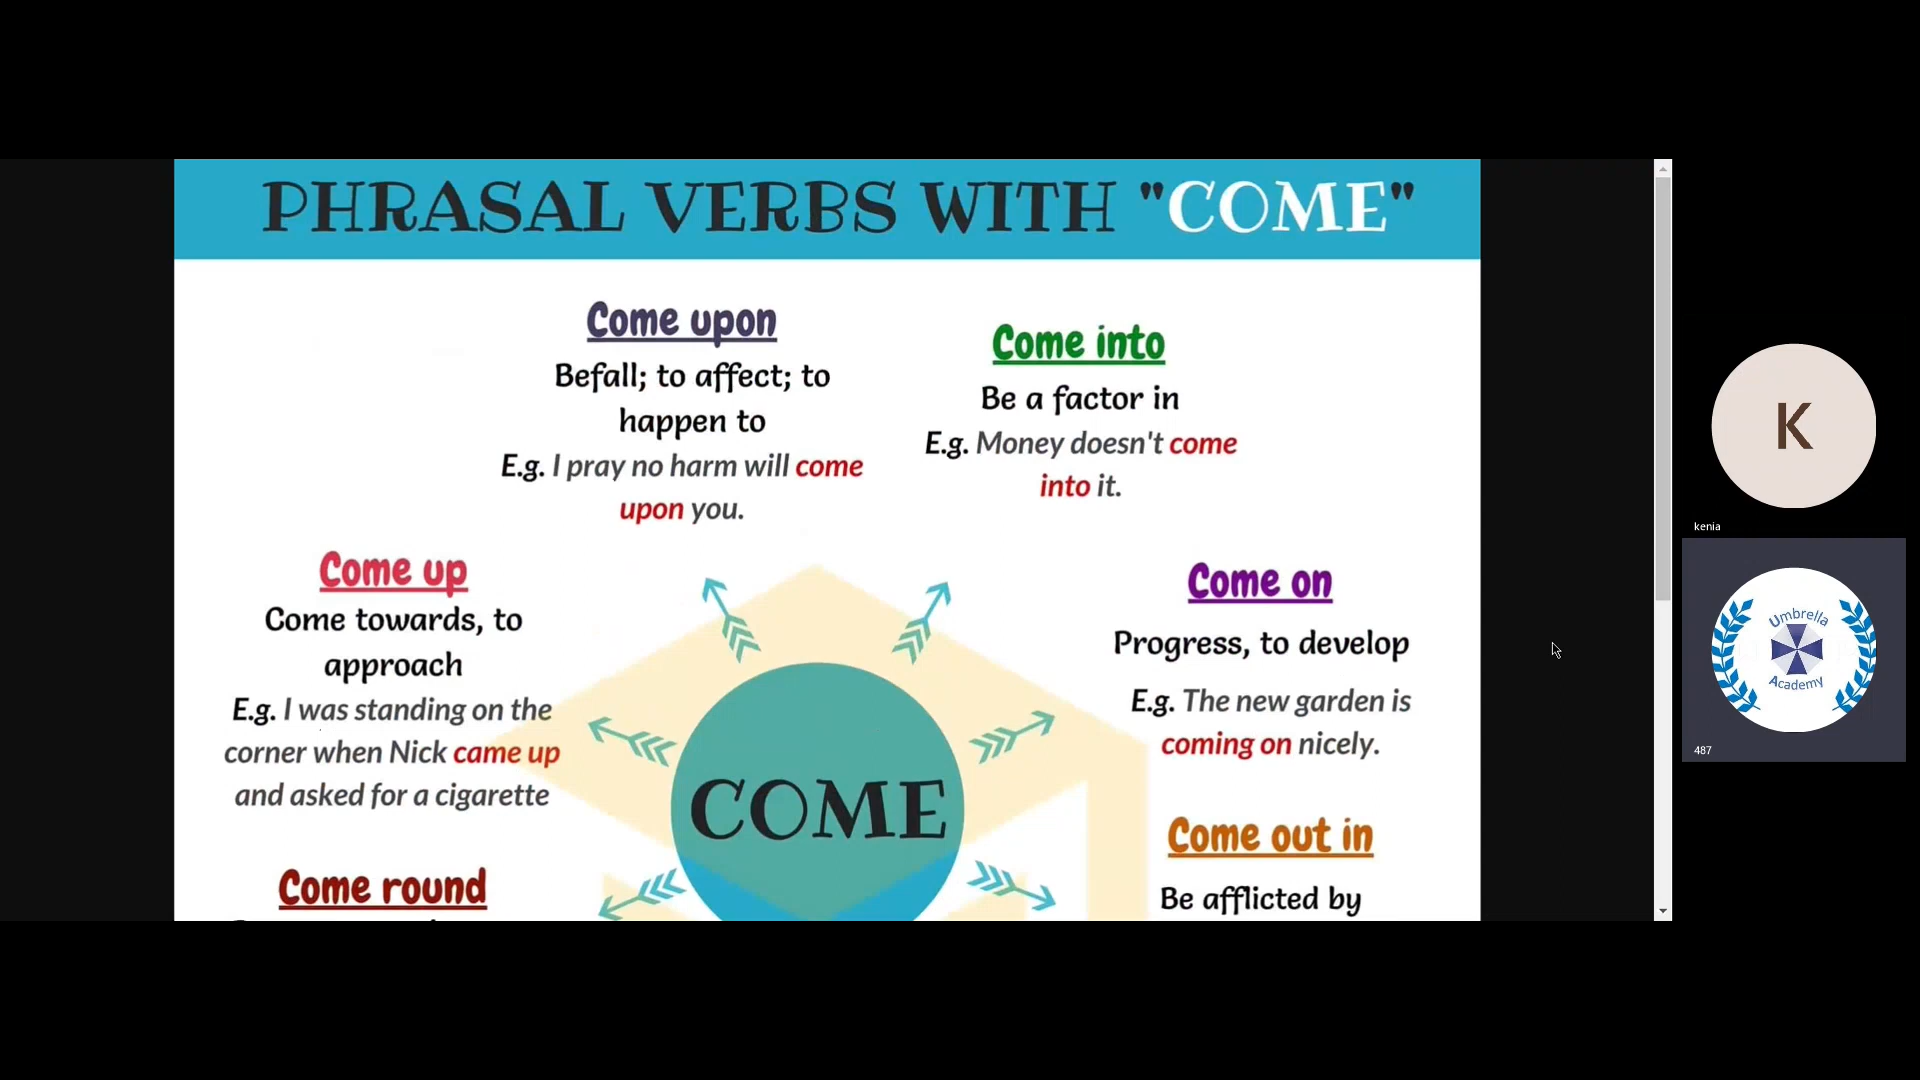 PHRASAL VERBS WITH "COME"
Come upon
Befall; to affect; to
happen to
E.g. I pray no harm will come
upon you.
Come into
Be a factor in
E.g. Money doesn't come
into it.
Come up
Come towards, to
approach
E.g. I was standing on the
corner when Nick came up
and asked for a cigarette
Come on
Progress, to develop
E.g. The new garden is
coming on nicely.
COME
Come round
Come out in
Be afflicted by
K
kenia
Umbrella
Academy
487